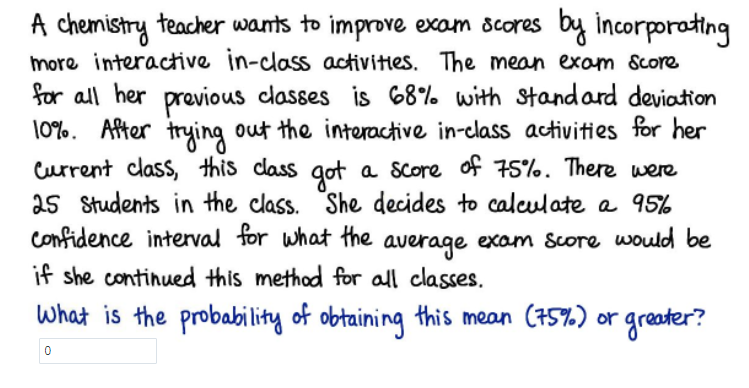 A chemistry teacher wants to improve exam scores by incorporating
more interactive in-class activities. The mean exam score
for all her previous classes is 68% with standard deviation
10%. After trying out the interactive in-class activities for her
current class, this class got a score of 75%. There were
25 students in the class. She decides to calculate a 95%
confidence interval for what the average exam score would be
if she continued this method for all classes.
What is the probability of obtaining this mean (75%) or greater?
0